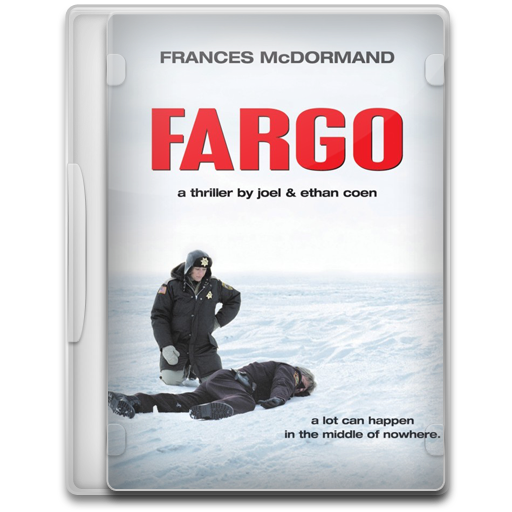 FRANCES McDORMAND
FARGO
a thriller by joel & ethan coen
a lot can happen
in the middle of nowhere.